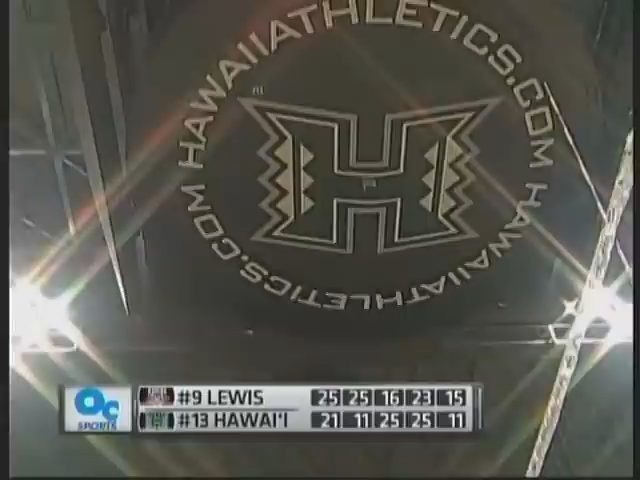 HAWAIIATHLETICS.COM HAWAIIATHLETICS.COM
H
#9 LEWIS 25 25 16 23 15
#13 HAWAI'I 21 11 25 25 11
OC SPORTS